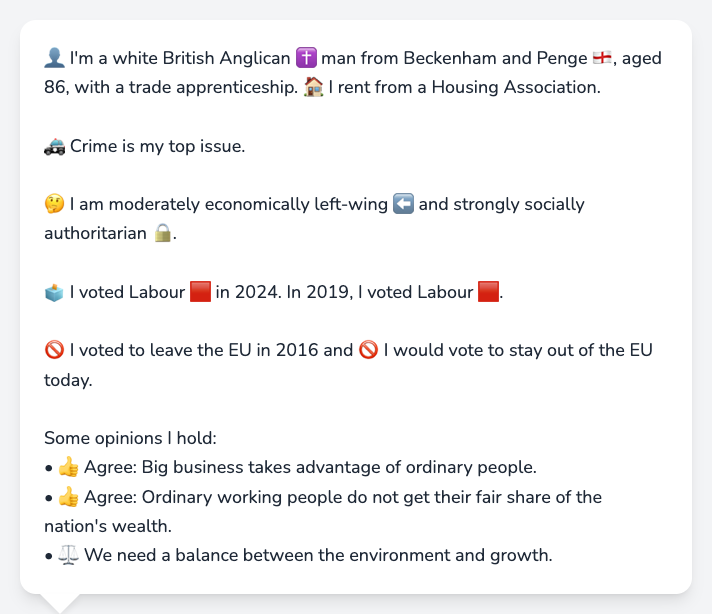 👤 I'm a white British Anglican ✝️ man from Beckenham and Penge 🏴󠁧󠁢󠁥󠁮󠁧󠁿, aged
86, with a trade apprenticeship. 🏠 I rent from a Housing Association.
🚓 Crime is my top issue.
🤔 I am moderately economically left-wing ⬅️ and strongly socially
authoritarian 🔒.
🗳️ I voted Labour 🟥 in 2024. In 2019, I voted Labour 🟥.
🚫 I voted to leave the EU in 2016 and 🚫 I would vote to stay out of the EU
today.
Some opinions I hold:
• 👍 Agree: Big business takes advantage of ordinary people.
• 👍 Agree: Ordinary working people do not get their fair share of the
nation's wealth.
• ⚖️ We need a balance between the environment and growth.